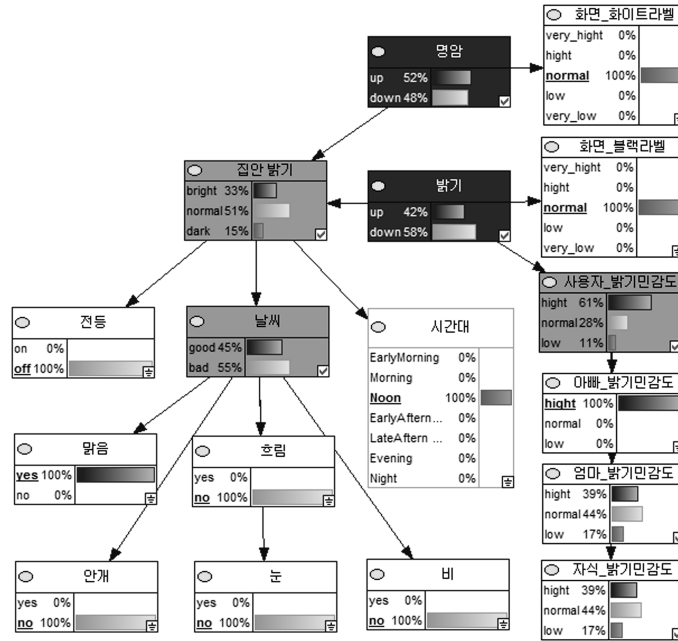 화면_화이트라벨
very_hight 0%
hight 0%
normal 100%
low 0%
very_low 0%
명암
up 52%
down 48%
화면_블랙라벨
very_hight 0%
hight 0%
normal 100%
low 0%
very_low 0%
집안 밝기
bright 33%
normal 51%
dark 15%
밝기
up 42%
down 58%
사용자_밝기민감도
hight 61%
normal 28%
low 11%
전등
on 0%
off 100%
날씨
good 45%
bad 55%
시간대
EarlyMorning 0%
Morning 0%
Noon 100%
EarlyAftern ... 0%
LateAftern ... 0%
Evening 0%
Night 0%
아빠_밝기민감도
hight 100%
normal 0%
low 0%
맑음
yes 100%
no 0%
흐림
yes 0%
no 100%
엄마_밝기민감도
hight 39%
normal 44%
low 17%
안개
yes 0%
no 100%
눈
yes 0%
no 100%
비
yes 0%
no 100%
자식_밝기민감도
hight 39%
normal 44%
low 17%